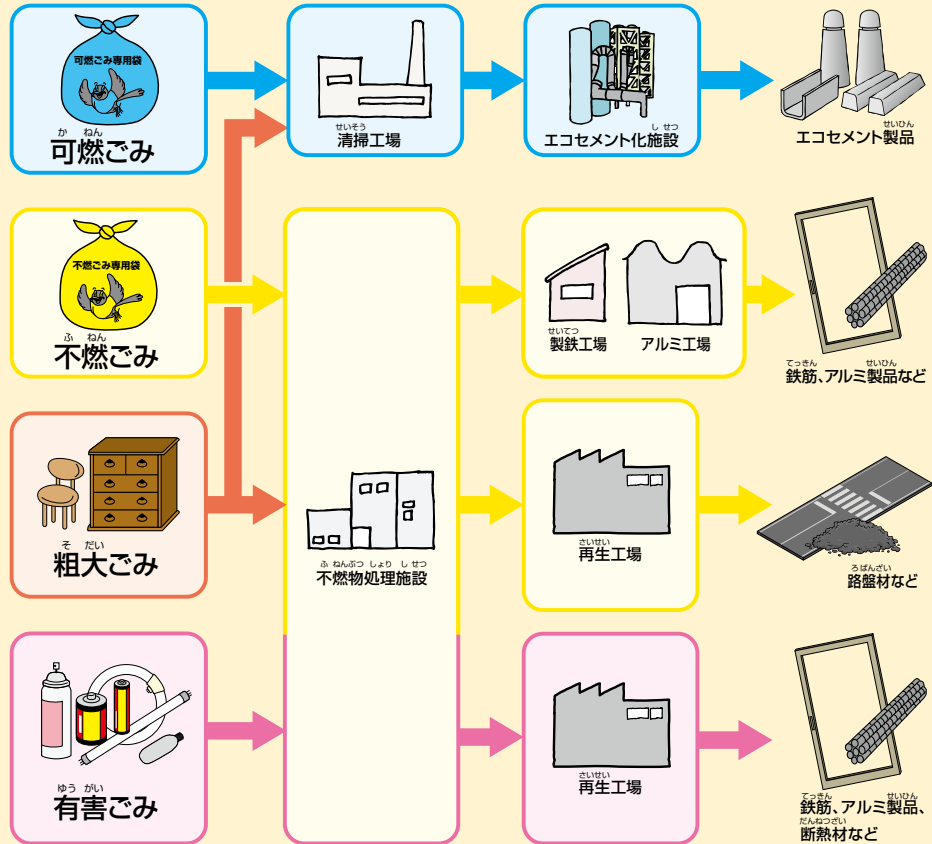 可燃ごみ専用袋
か ねん
可燃ごみ
せいそう
清掃工場
し せつ
エコセメント化施設
せいひん
エコセメント製品
不燃ごみ専用袋
ふ ねん
不燃ごみ
せいてつ
製鉄工場
アルミ工場
てっきん せいひん
鉄筋、アルミ製品など
そ だい
粗大ごみ
ふ ねんぶつ しょり し せつ
不燃物処理施設
さいせい
再生工場
ろばんざい
路盤材など
ゆう がい
有害ごみ
さいせい
再生工場
てっきん せいひん
鉄筋、アルミ製品、
だんねつざい
断熱材など